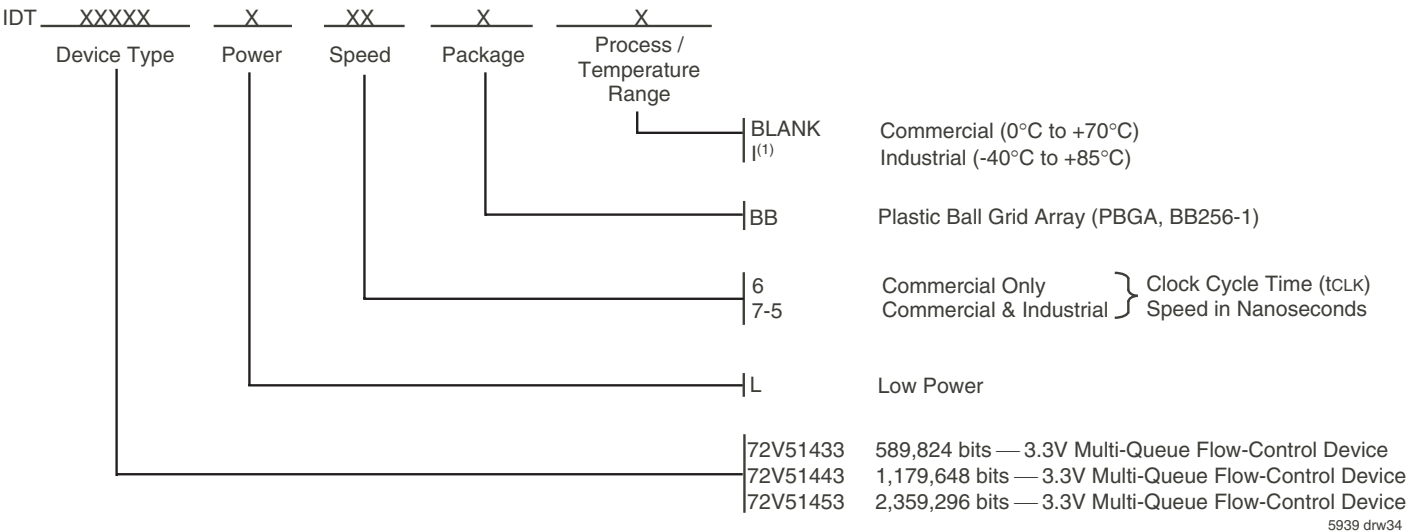 IDT XXXXX X XX X X
Device Type Power Speed Package Process /
Temperature
Range
BLANK Commercial (0°C to +70°C)
I(1) Industrial (-40°C to +85°C)
BB Plastic Ball Grid Array (PBGA, BB256-1)
6 Commercial Only Clock Cycle Time (tCLK)
7-5 Commercial & Industrial Speed in Nanoseconds
L Low Power
72V51433 589,824 bits — 3.3V Multi-Queue Flow-Control Device
72V51443 1,179,648 bits — 3.3V Multi-Queue Flow-Control Device
72V51453 2,359,296 bits — 3.3V Multi-Queue Flow-Control Device
5939 drw34